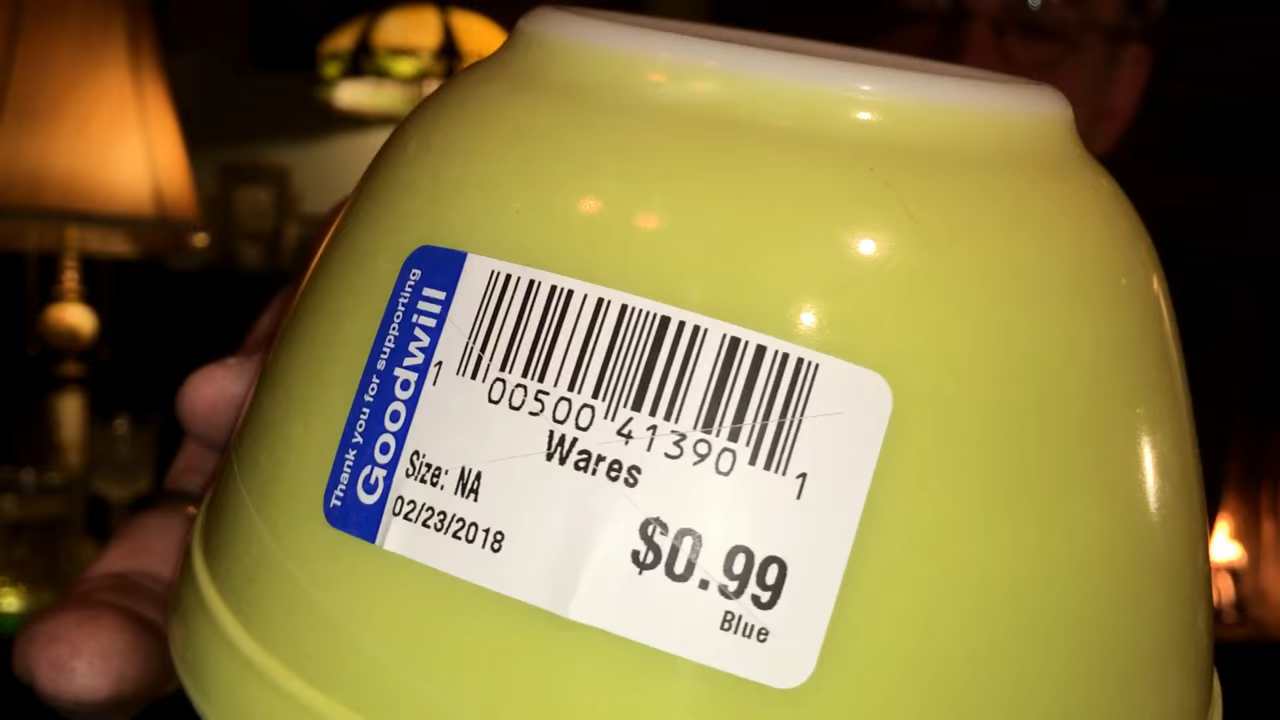 Thank you for supporting
Goodwill
1 00500 41390 1
Wares
Size: NA
02/23/2018
$0.99
Blue